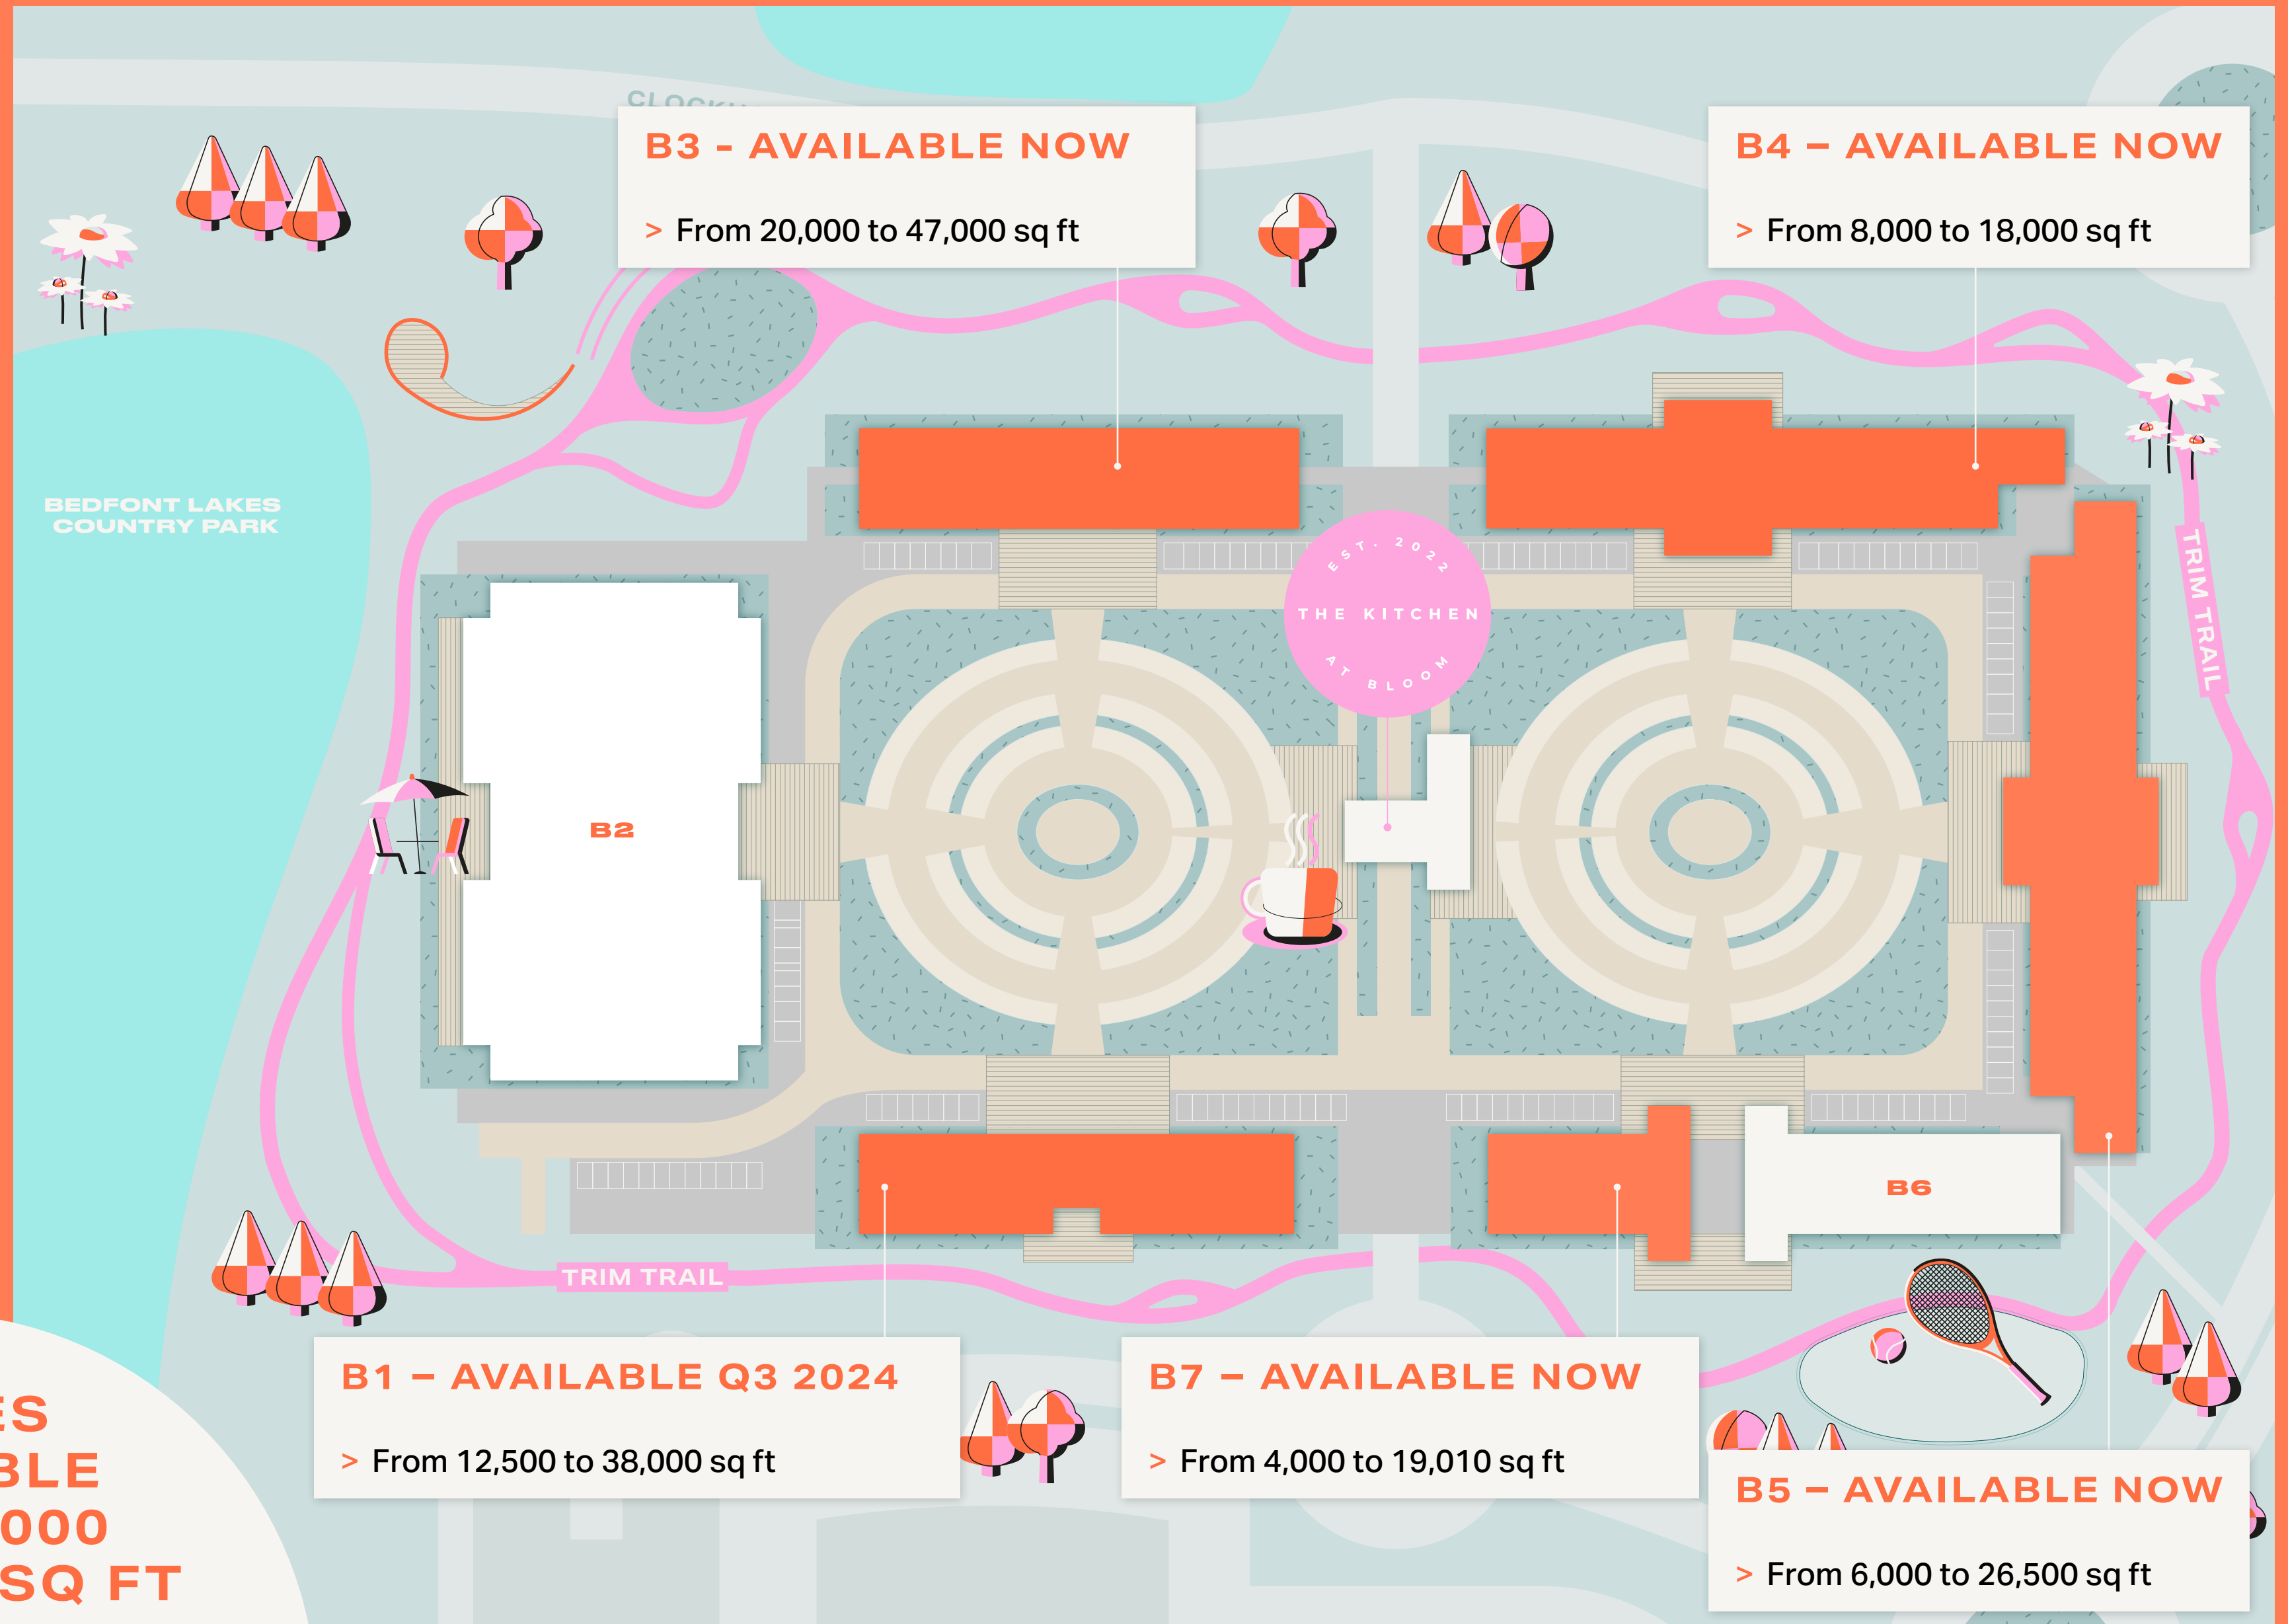 B3 - AVAILABLE NOW
> From 20,000 to 47,000 sq ft
B4 – AVAILABLE NOW
> From 8,000 to 18,000 sq ft
BEDFONT LAKES
COUNTRY PARK
EST. 2022
THE KITCHEN
AT BLOOM
TRIM TRAIL
B2
B6
TRIM TRAIL
B1 – AVAILABLE Q3 2024
> From 12,500 to 38,000 sq ft
B7 – AVAILABLE NOW
> From 4,000 to 19,010 sq ft
B5 – AVAILABLE NOW
> From 6,000 to 26,500 sq ft
000
SQ FT